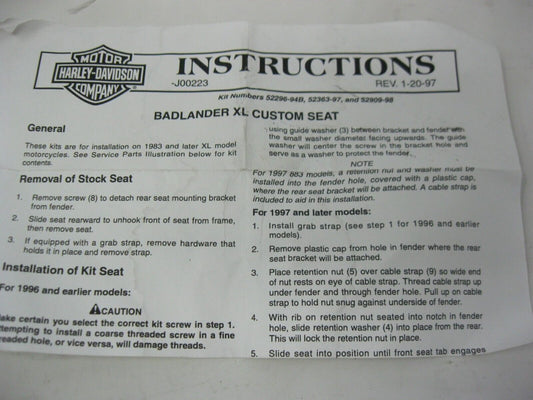 MOTOR
HARLEY-DAVIDSON
COMPANY
INSTRUCTIONS
-J00223
REV. 1-20-97
Kit Numbers 52296-94B, 52363-97, and 52909-98
BADLANDER XL CUSTOM SEAT
General
These kits are for installation on 1983 and later XL model
motorcycles. See Service Parts Illustration below for kit
contents.
Removal of Stock Seat
1. Remove screw (8) to detach rear seat mounting bracket
from fender.
2. Slide seat rearward to unhook front of seat from frame,
then remove seat.
3. If equipped with a grab strap, remove hardware that
holds it in place and remove strap.
Installation of Kit Seat
For 1996 and earlier models:
CAUTION
Make certain you select the correct kit screw in step 1.
Attempting to install a coarse threaded screw in a fine
readed hole, or vice versa, will damage threads.
using guide washer (3) between bracket and fender with
the small washer diameter facing upwards. The guide
washer will center the screw in the bracket hole and
serve as a washer to protect the fender.
NOTE
For 1997 883 models, a retention nut and washer must be
installed into the fender hole, covered with a plastic cap,
where the rear seat bracket will be attached. A cable strap is
included to aid in this installation.
For 1997 and later models:
1. Install grab strap (see step 1 for 1996 and earlier
models).
2. Remove plastic cap from hole in fender where the rear
seat bracket will be attached.
3. Place retention nut (5) over cable strap (9) so wide end
of nut rests on eye of cable strap. Thread cable strap up
under fender and through fender hole. Pull up on cable
strap to hold nut snug against underside of fender.
4. With rib on retention nut seated into notch in fender
hole, slide retention washer (4) into place from the rear.
This will lock the retention nut in place.
5. Slide seat into position until front seat tab engages